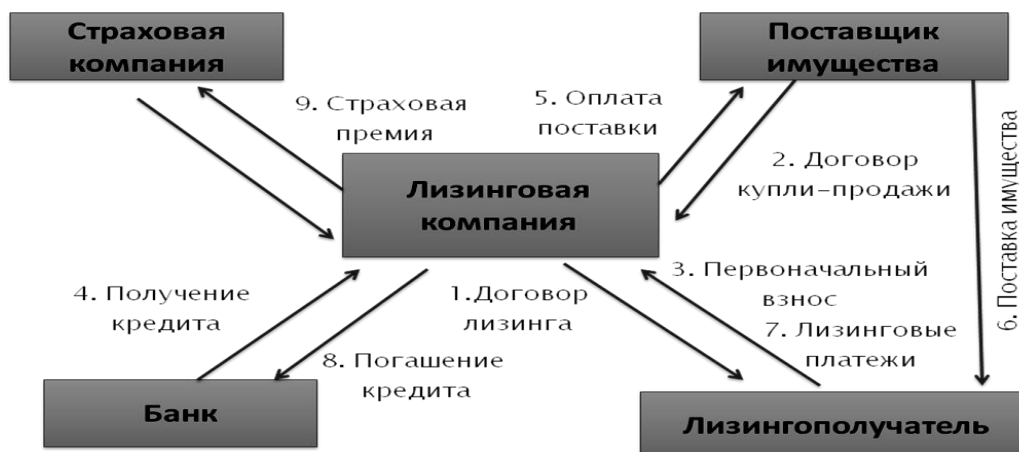 Страховая
компания
Поставщик
имущества
9. Страховая
премия
5. Оплата
поставки
2. Договор
купли-продажи
Лизинговая
компания
6. Поставка имущества
4. Получение
кредита
1.Договор
лизинга
3. Первоначальный
взнос
7. Лизинговые
платежи
8. Погашение
кредита
Банк
Лизингополучатель